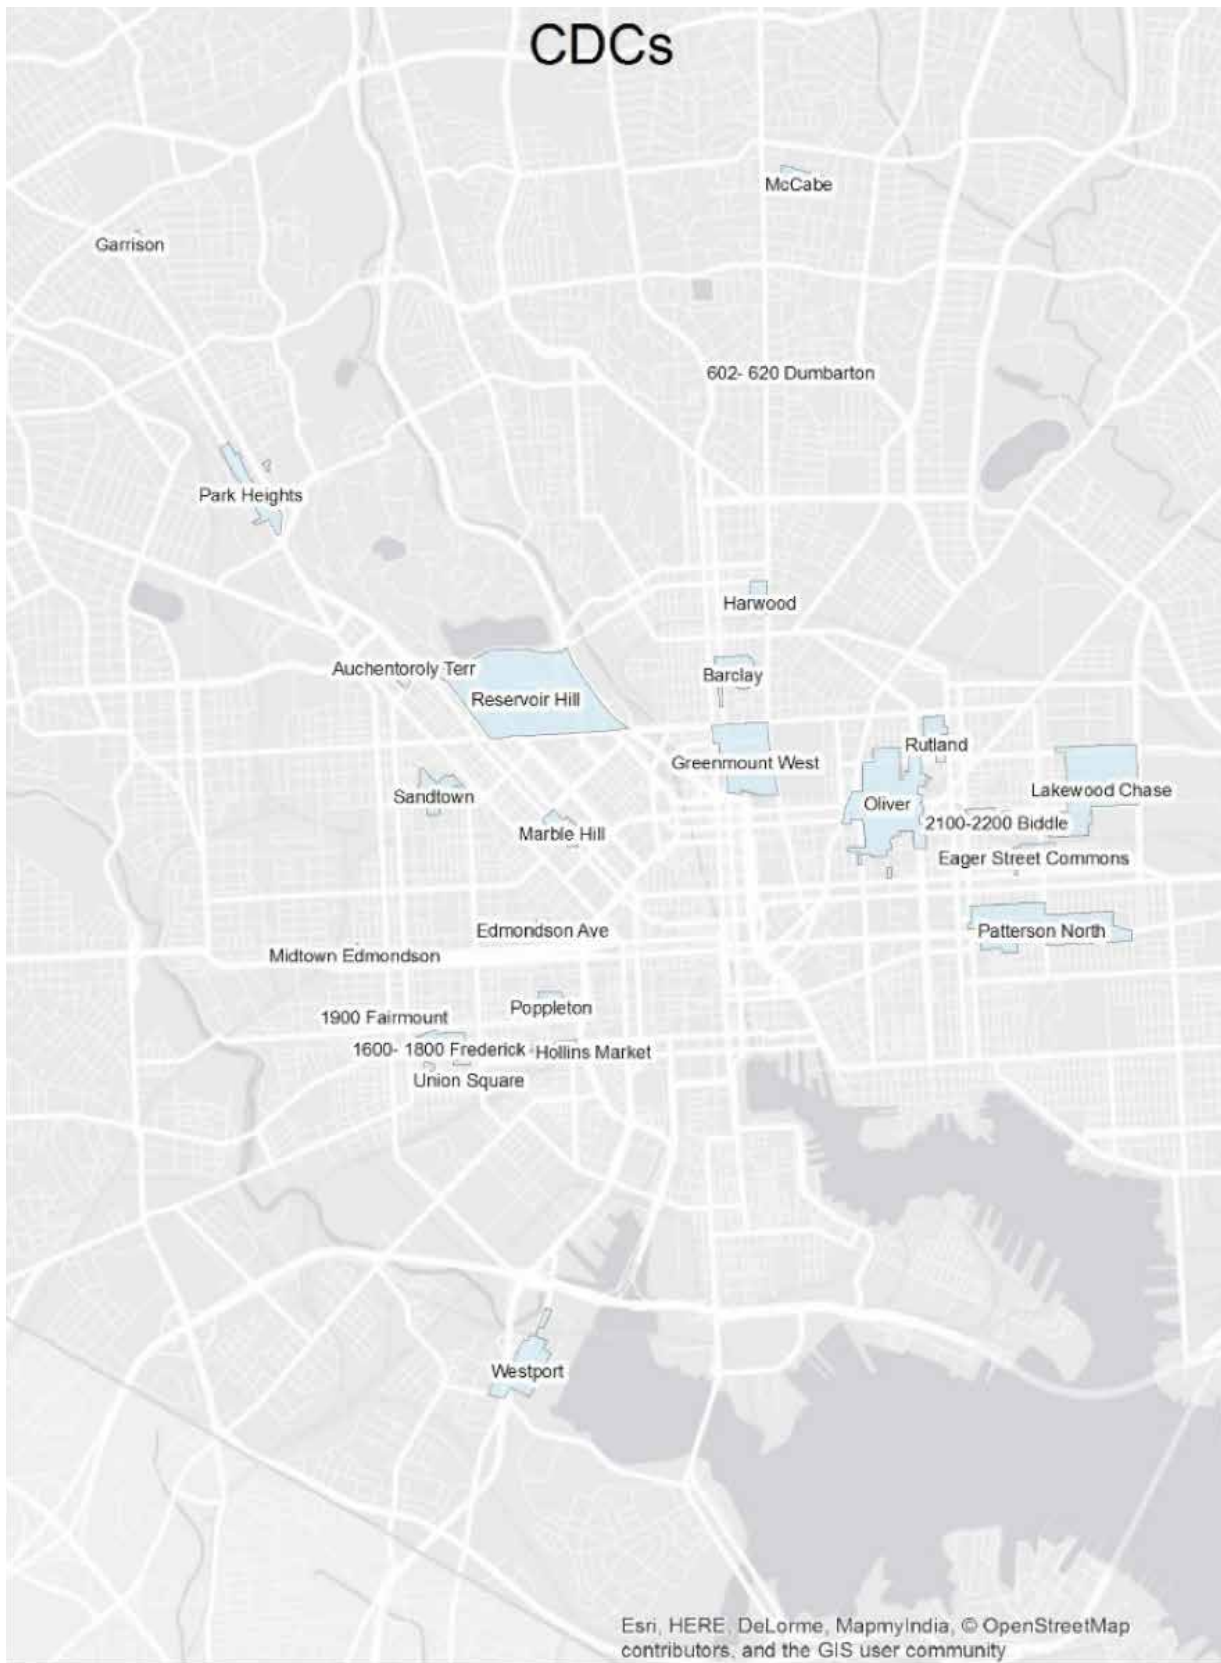 CDCs
McCabe
Garrison
602- 620 Dumbarton
Park Heights
Harwood
Auchentoroly Terr
Barclay
Reservoir Hill
Rutland
Greenmount West
Lakewood Chase
Sandtown
Oliver
2100-2200 Biddle
Marble Hill
Eager Street Commons
Edmondson Ave
Patterson North
Midtown Edmondson
Poppleton
1900 Fairmount
1600- 1800 Frederick
Hollins Market
Union Square
Westport
Esri, HERE, DeLorme, MapmyIndia, © OpenStreetMap
contributors, and the GIS user community